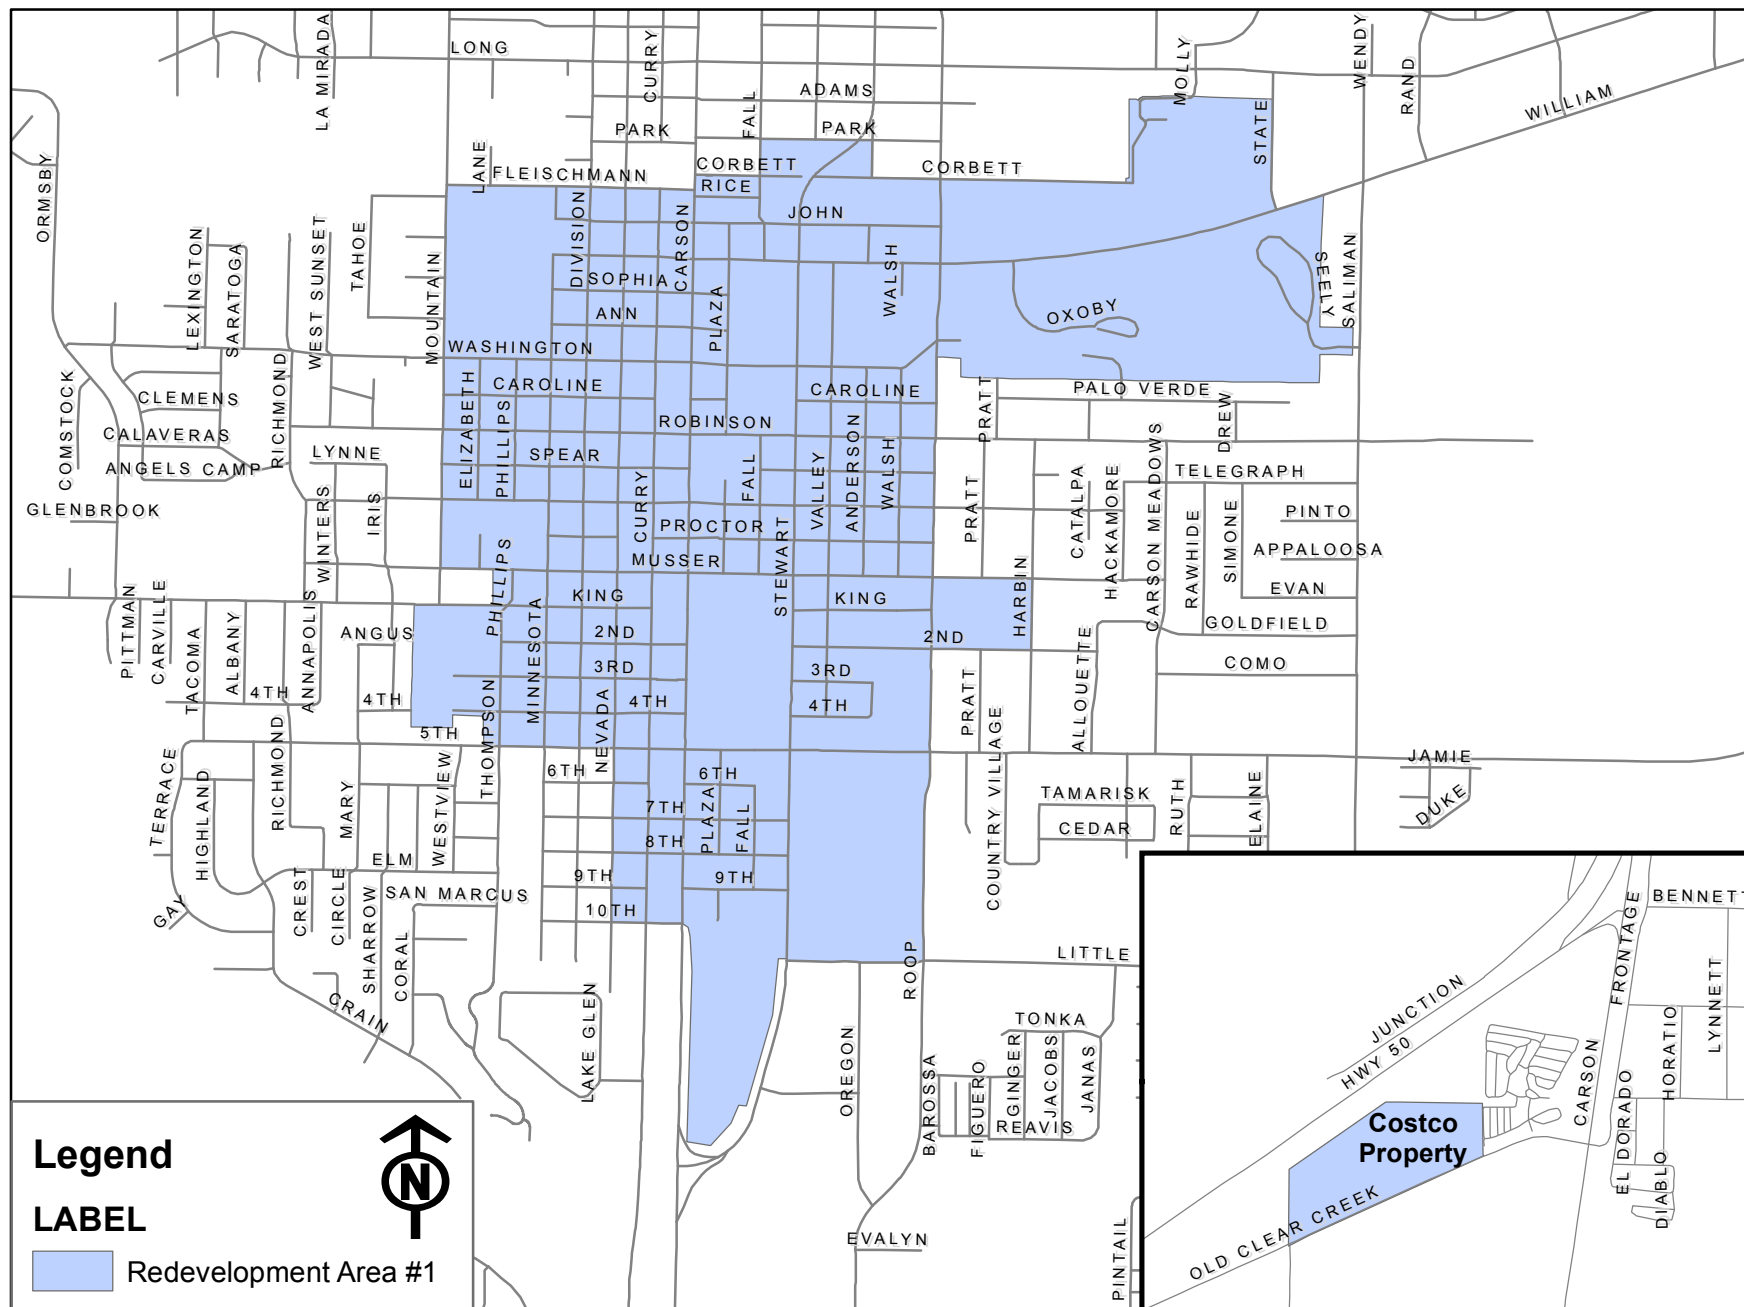 LONG
LA MIRADA
CURRY
MOLLY
WENDY
RAND
ADAMS
FALL
WILLIAM
PARK
PARK
STATE
ORMSBY
LANE
FLEISCHMANN
CORBETT
CORBETT
RICE
JOHN
DIVISION
CARSON
LEXINGTON
SARATOGA
WEST SUNSET
TAHOE
MOUNTAIN
SOPHIA
WALSH
SEELY
SALIMAN
ANN
PLAZA
OXOBY
WASHINGTON
COMSTOCK
CLEMENS
RICHMOND
ELIZABETH
CAROLINE
CAROLINE
PRATT
PALO VERDE
DREW
PHILLIPS
CALAVERAS
ROBINSON
ANDERSON
CARSON MEADOWS
ANGELS CAMP
LYNNE
SPEAR
FALL
VALLEY
WALSH
TELEGRAPH
GLENBROOK
WINTERS
IRIS
CURRY
PROCTOR
PRATT
CATALPA
HACKAMORE
RAWHIDE
SIMONE
PINTO
APPALOOSA
MUSSER
STEWART
PHILLIPS
HARBIN
EVAN
PITTMAN
CARVILLE
TACOMA
ALBANY
ANNAPOLIS
ANGUS
MINNESOTA
KING
KING
2ND
2ND
GOLDFIELD
3RD
3RD
COMO
ALLOUETTE
4TH
4TH
4TH
4TH
THOMPSON
NEVADA
PRATT
COUNTRY VILLAGE
5TH
TERRACE
HIGHLAND
RICHMOND
MARY
WESTVIEW
6TH
6TH
JAMIE
DUKE
7TH
PLAZA
FALL
TAMARISK
CEDAR
RUTH
ELAINE
8TH
ELM
9TH
9TH
GAY
CREST
CIRCLE
SHARROW
SAN MARCUS
CORAL
10TH
ROOP
LITTLE
CRAIN
LAKE GLEN
OREGON
TONKA
BAROSSA
FIGUERO
GINGER
JACOBS
JANAS
REAVIS
EVALYN
PINTAIL
BENNETT
FRONTAGE
LYNNETT
JUNCTION
HWY 50
CARSON
HORATIO
EL DORADO
DIABLO
Costco
Property
OLD CLEAR CREEK
Legend
N
LABEL
Redevelopment Area #1